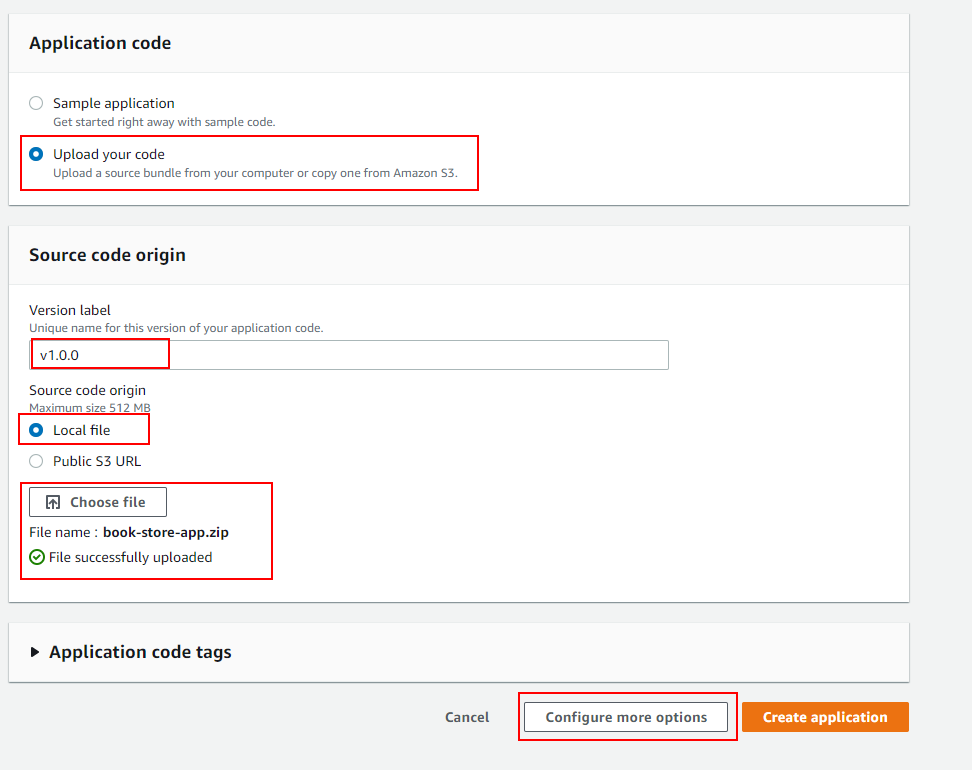 Application code
Sample application
Get started right away with sample code.
Upload your code
Upload a source bundle from your computer or copy one from Amazon S3.
Source code origin
Version label
Unique name for this version of your application code.
v1.0.0
Source code origin
Maximum size 512 MB
Local file
Public S3 URL
Choose file
File name : book-store-app.zip
File successfully uploaded
Application code tags
Cancel Configure more options Create application